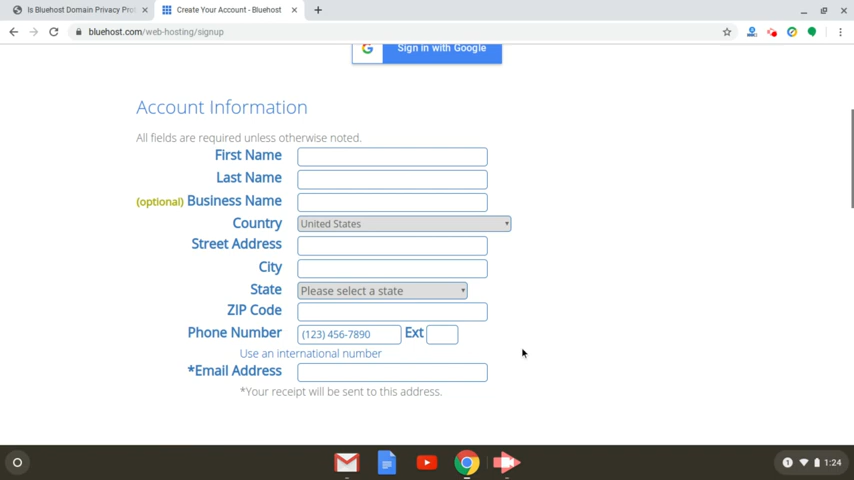 Is Bluehost Domain Privacy Pro
Create Your Account - Bluehost
bluehost.com/web-hosting/signup
G Sign in with Google
Account Information
All fields are required unless otherwise noted.
First Name
Last Name
(optional) Business Name
Country United States
Street Address
City
State Please select a state
ZIP Code
Phone Number (123) 456-7890 Ext
Use an international number
*Email Address
*Your receipt will be sent to this address.
1 1:24